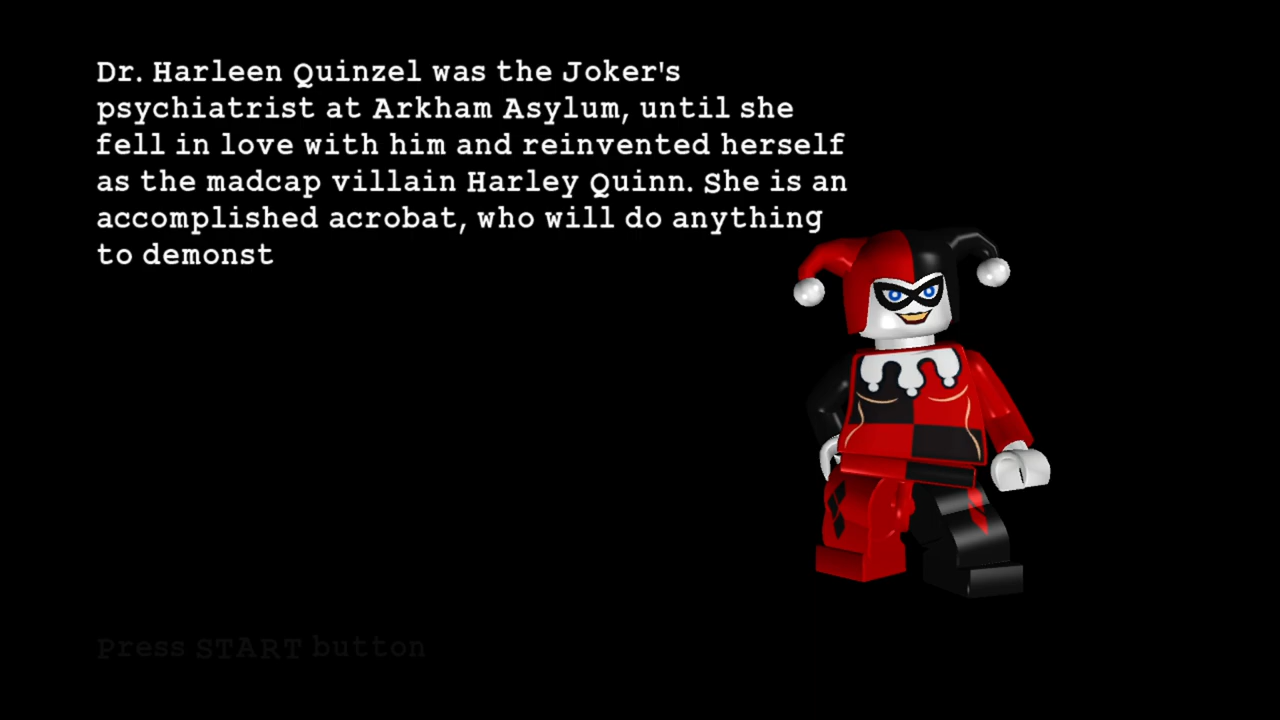 Dr. Harleen Quinzel was the Joker's
psychiatrist at Arkham Asylum, until she
fell in love with him and reinvented herself
as the madcap villain Harley Quinn. She is an
accomplished acrobat, who will do anything
to demonst
Press START button